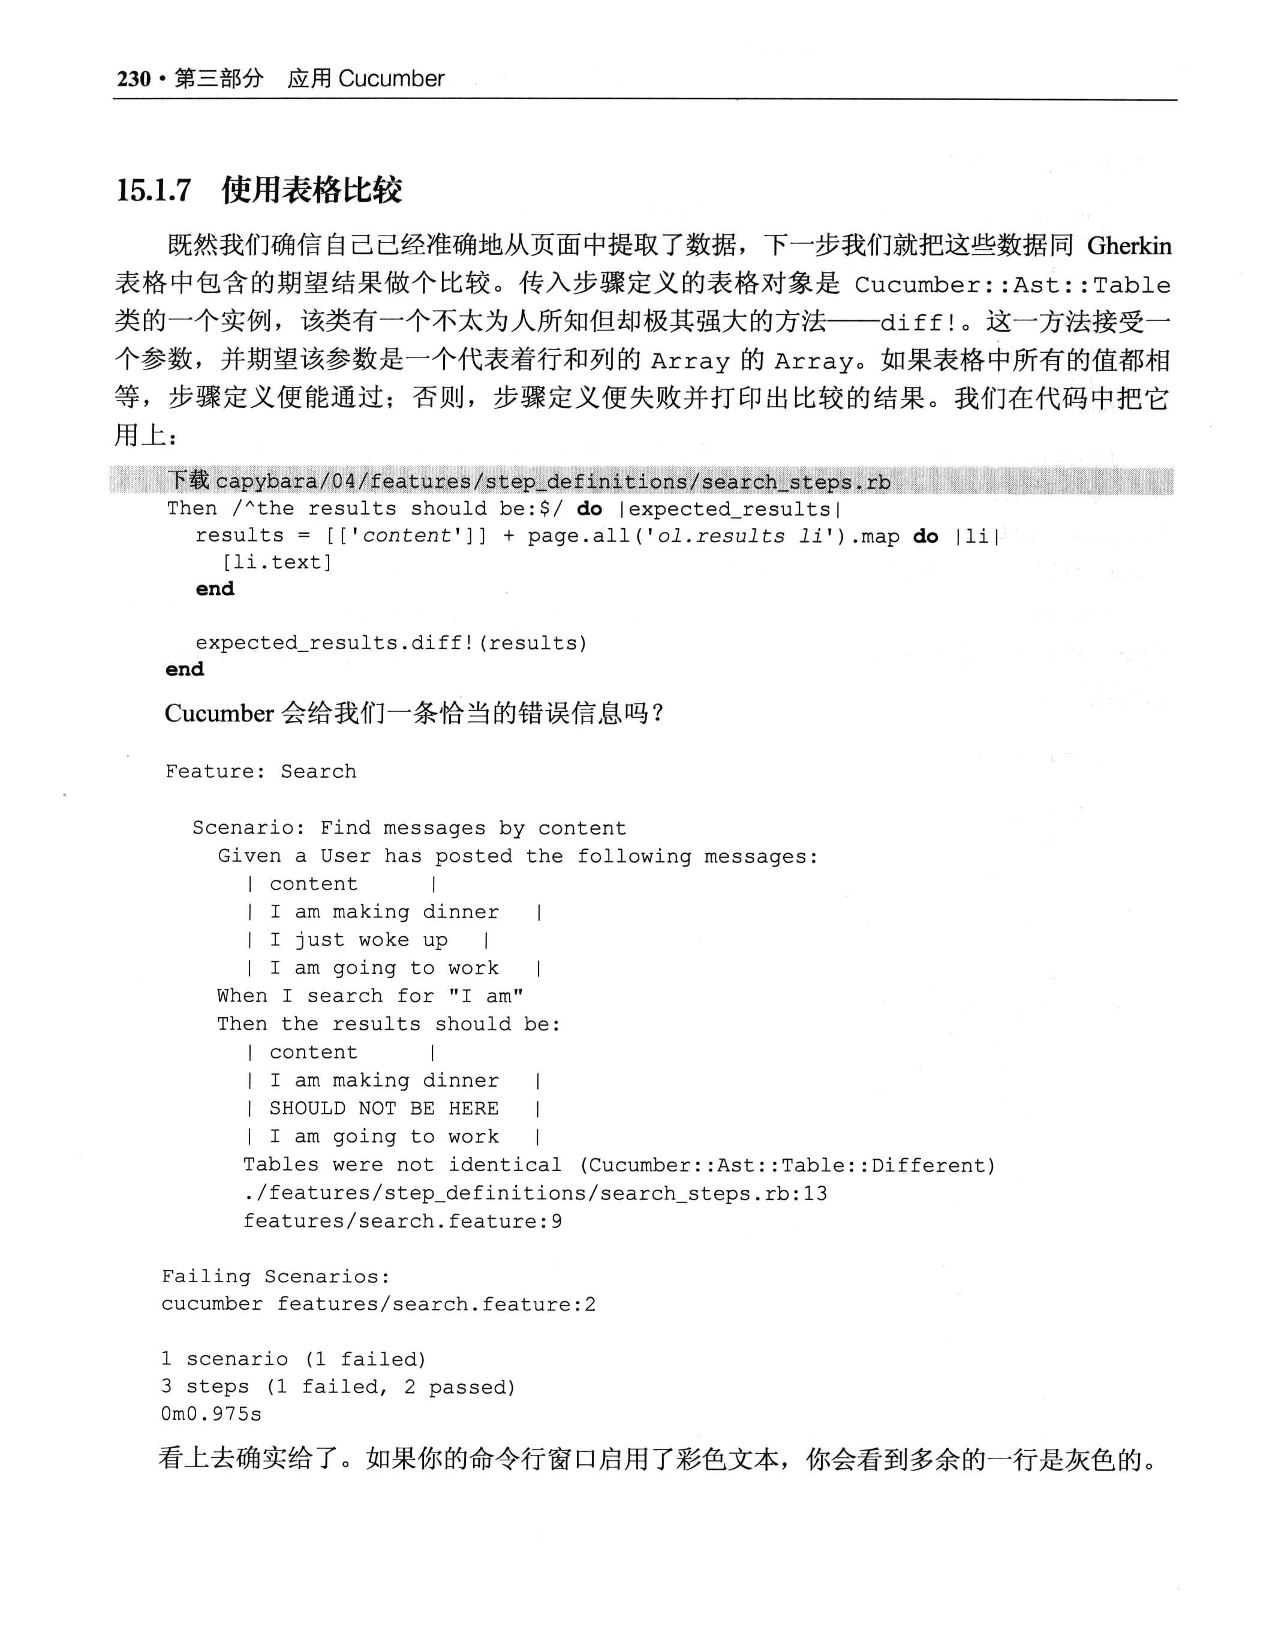 230 • 第三部分 应用 Cucumber
15.1.7 使用表格比较
既然我们确信自己已经准确地从页面中提取了数据，下一步我们就把这些数据同 Gherkin
表格中包含的期望结果做个比较。传入步骤定义的表格对象是 Cucumber::Ast::Table
类的一个实例，该类有一个不太为人所知但却极其强大的方法——diff!。这一方法接受一
个参数，并期望该参数是一个代表着行和列的 Array 的 Array。如果表格中所有的值都相
等，步骤定义便能通过；否则，步骤定义便失败并打印出比较的结果。我们在代码中把它
用上：
下载 capybara/04/features/step_definitions/search_steps.rb
Then /^the results should be:$/ do |expected_results|
  results = [['content']] + page.all('ol.results li').map do |li|
    [li.text]
  end

  expected_results.diff!(results)
end
Cucumber 会给我们一条恰当的错误信息吗？
Feature: Search

  Scenario: Find messages by content
    Given a User has posted the following messages:
      | content      |
      | I am making dinner   |
      | I just woke up   |
      | I am going to work   |
    When I search for "I am"
    Then the results should be:
      | content      |
      | I am making dinner   |
      | SHOULD NOT BE HERE   |
      | I am going to work   |
      Tables were not identical (Cucumber::Ast::Table::Different)
      ./features/step_definitions/search_steps.rb:13
      features/search.feature:9

Failing Scenarios:
cucumber features/search.feature:2

1 scenario (1 failed)
3 steps (1 failed, 2 passed)
0m0.975s
看上去确实给了。如果你的命令行窗口启用了彩色文本，你会看到多余的一行是灰色的。